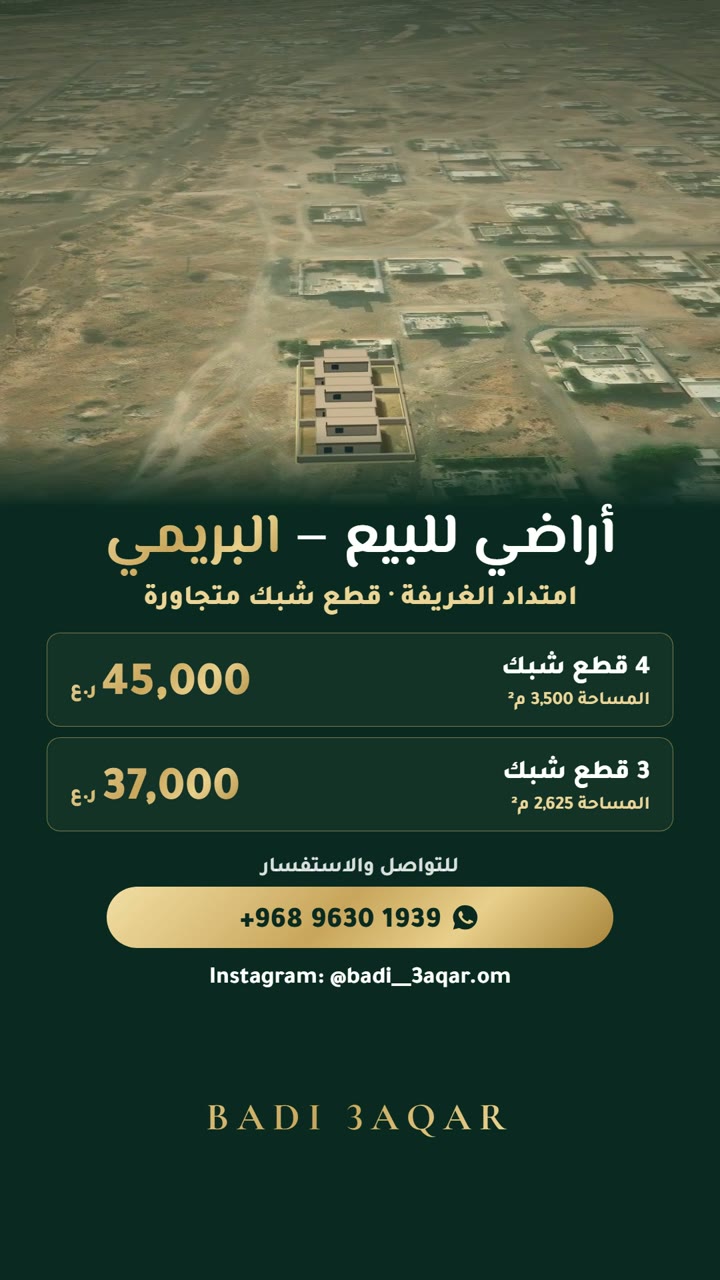 أراضي للبيع – البريمي
امتداد الغريفة · قطع شبك متجاورة
4 قطع شبك
المساحة 3,500 م²
45,000 ر.ع
3 قطع شبك
المساحة 2,625 م²
37,000 ر.ع
للتواصل والاستفسار
+968 9630 1939
Instagram: @badi__3aqar.om
BADI 3AQAR